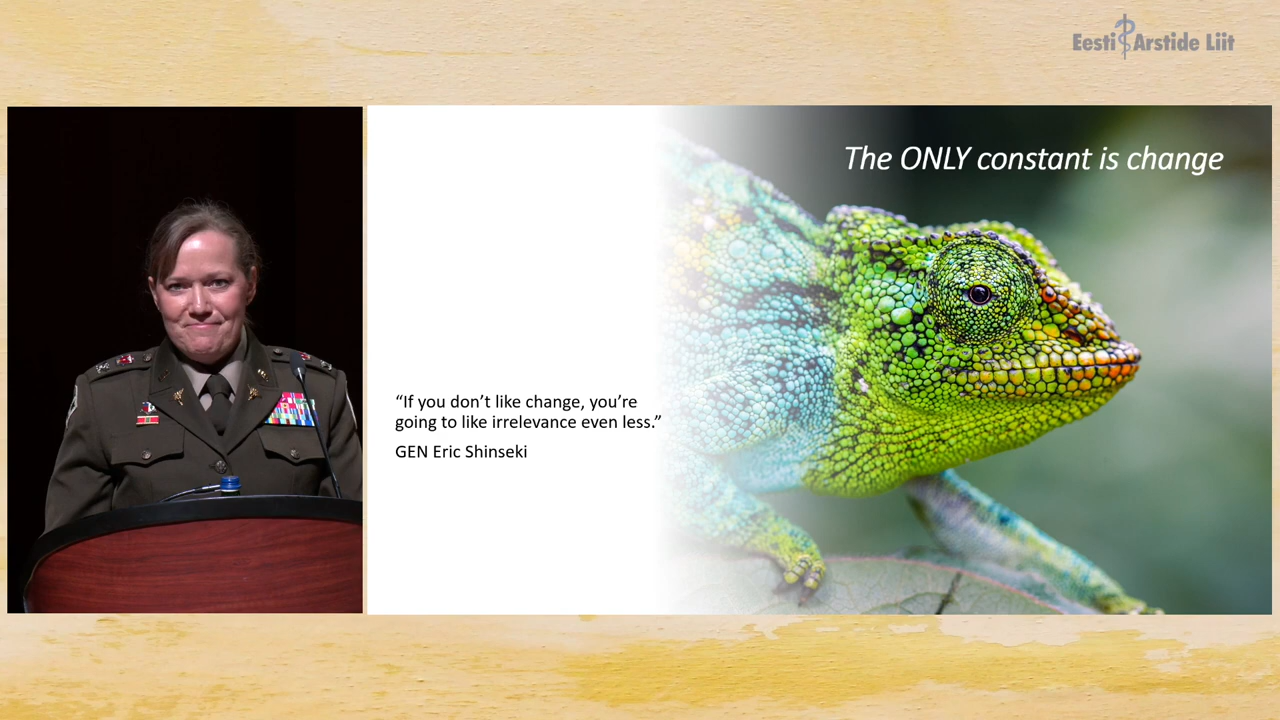 Eesti Arstide Liit
The ONLY constant is change
“If you don’t like change, you’re
going to like irrelevance even less.”
GEN Eric Shinseki